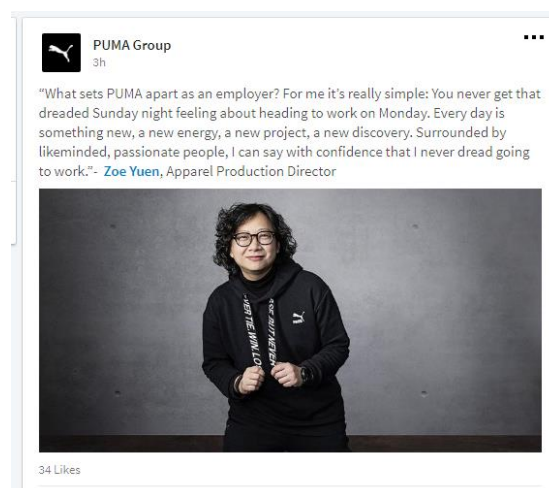 PUMA Group
3h
“What sets PUMA apart as an employer? For me it’s really simple: You never get that
dreaded Sunday night feeling about heading to work on Monday. Every day is
something new, a new energy, a new project, a new discovery. Surrounded by
likeminded, passionate people, I can say with confidence that I never dread going
to work.”- Zoe Yuen, Apparel Production Director
34 Likes